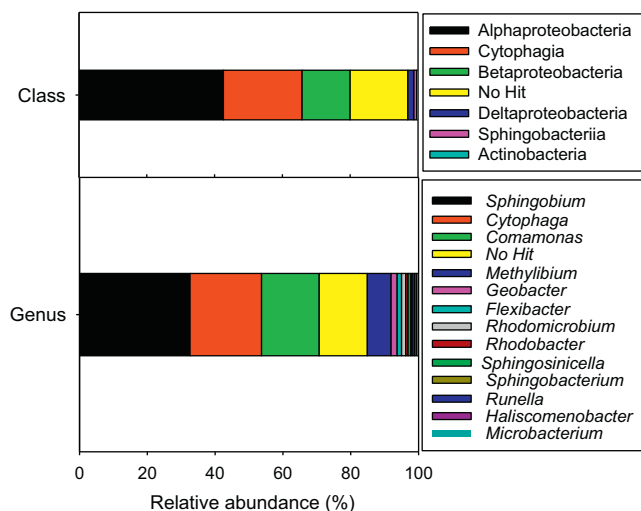 Class
Alphaproteobacteria
Cytophagia
Betaproteobacteria
No Hit
Deltaproteobacteria
Sphingobacteriia
Actinobacteria
Genus
Sphingobium
Cytophaga
Comamonas
No Hit
Methylibium
Geobacter
Flexibacter
Rhodomicrobium
Rhodobacter
Sphingosinicella
Sphingobacterium
Runella
Haliscomenobacter
Microbacterium
0 20 40 60 80 100
Relative abundance (%)